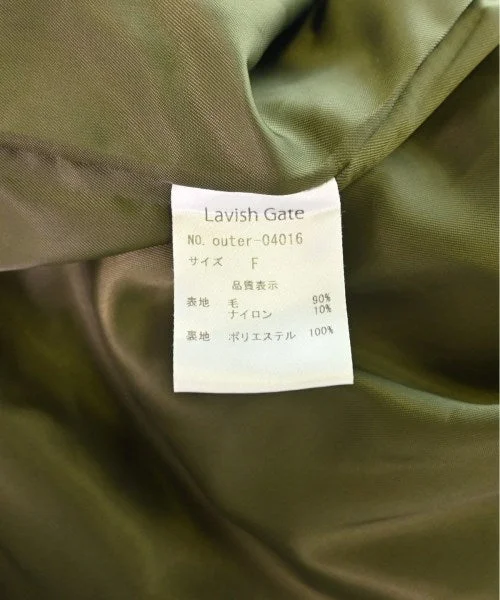 Lavish Gate
NO. outer-04016
サイズ F
品質表示
表地 毛 90%
ナイロン 10%
裏地 ポリエステル 100%